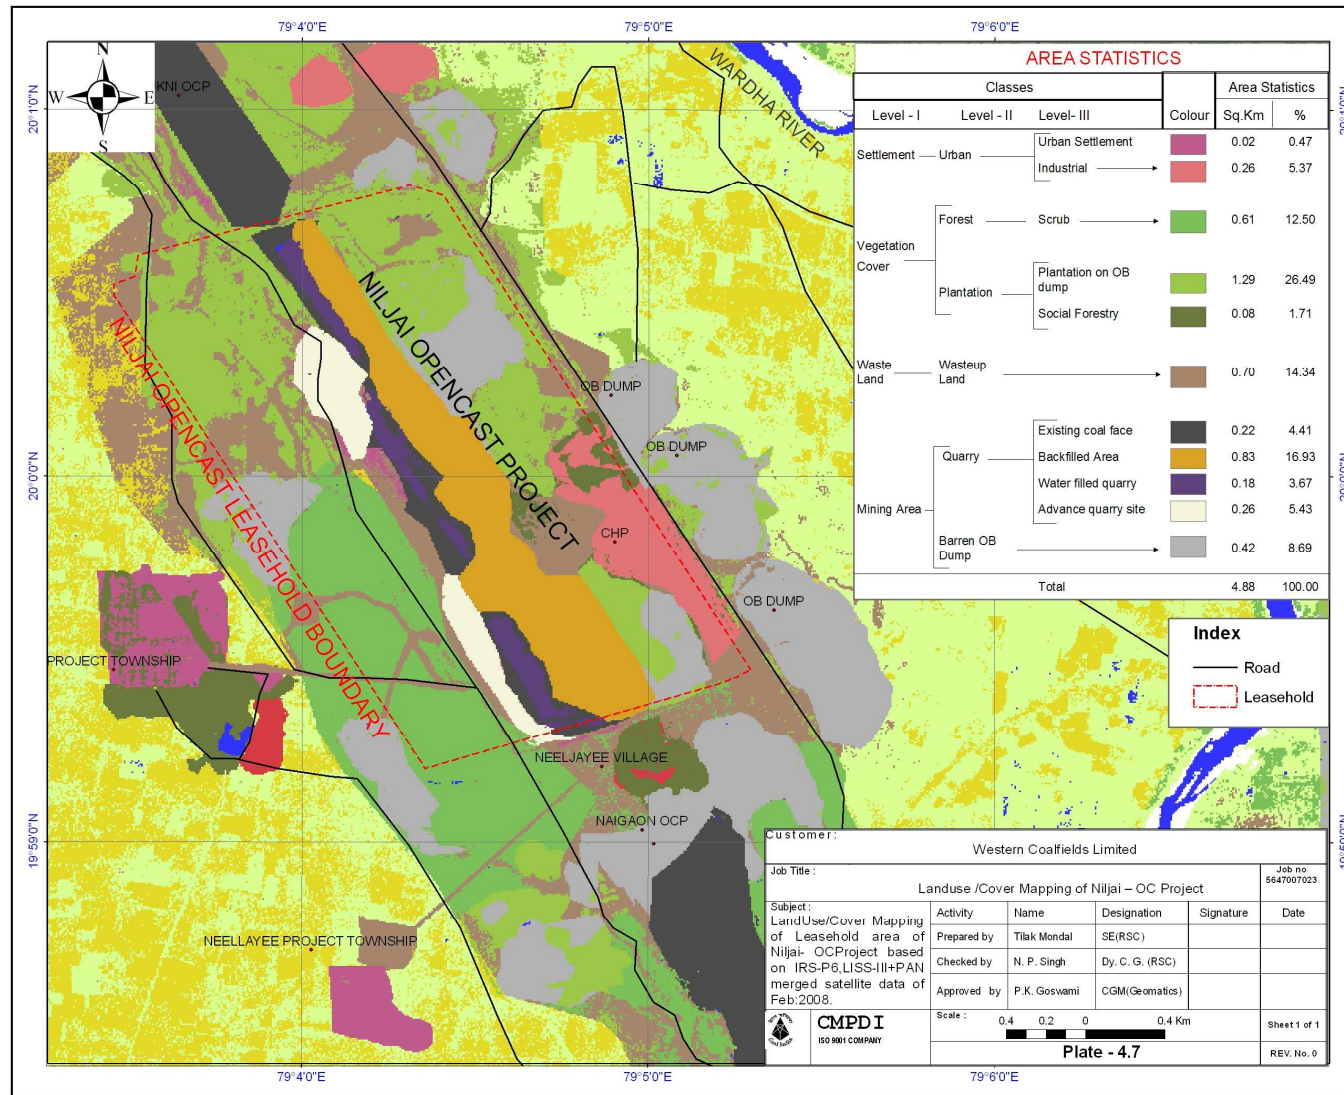 79°4'0"E
79°5'0"E
79°6'0"E
N
W E
S
20°1'0"N
20°0'0"N
19°59'0"N
KNI OCP
WARDHA RIVER
NILJAI OPENCAST PROJECT
NILJAI OPENCAST LEASEHOLD BOUNDARY
OB DUMP
OB DUMP
CHP
OB DUMP
PROJECT TOWNSHIP
NEELJAYEE VILLAGE
NAIGAON OCP
NEELLAYEE PROJECT TOWNSHIP
AREA STATISTICS
Classes Area Statistics
Level - I Level - II Level- III Colour Sq.Km %
Settlement Urban Urban Settlement 0.02 0.47
Industrial 0.26 5.37
Vegetation Cover Forest Scrub 0.61 12.50
Plantation Plantation on OB dump 1.29 26.49
Social Forestry 0.08 1.71
Waste Land Wasteup Land 0.70 14.34
Mining Area Quarry Existing coal face 0.22 4.41
Backfilled Area 0.83 16.93
Water filled quarry 0.18 3.67
Advance quarry site 0.26 5.43
Barren OB Dump 0.42 8.69
Total 4.88 100.00
Index
Road
Leasehold
Customer:
Western Coalfields Limited
Job Title :
Landuse /Cover Mapping of Niljai – OC Project
Job no
5647007023
Subject :
LandUse/Cover Mapping
of Leasehold area of
Niljai- OCProject based
on IRS-P6,LISS-III+PAN
merged satellite data of
Feb:2008.
Activity Name Designation Signature Date
Prepared by Tilak Mondal SE(RSC)
Checked by N. P. Singh Dy. C. G. (RSC)
Approved by P.K. Goswami CGM(Geomatics)
CMPDI
ISO 9001 COMPANY
Scale :
0.4 0.2 0 0.4 Km
Plate - 4.7
Sheet 1 of 1
REV. No. 0
79°4'0"E
79°5'0"E
79°6'0"E